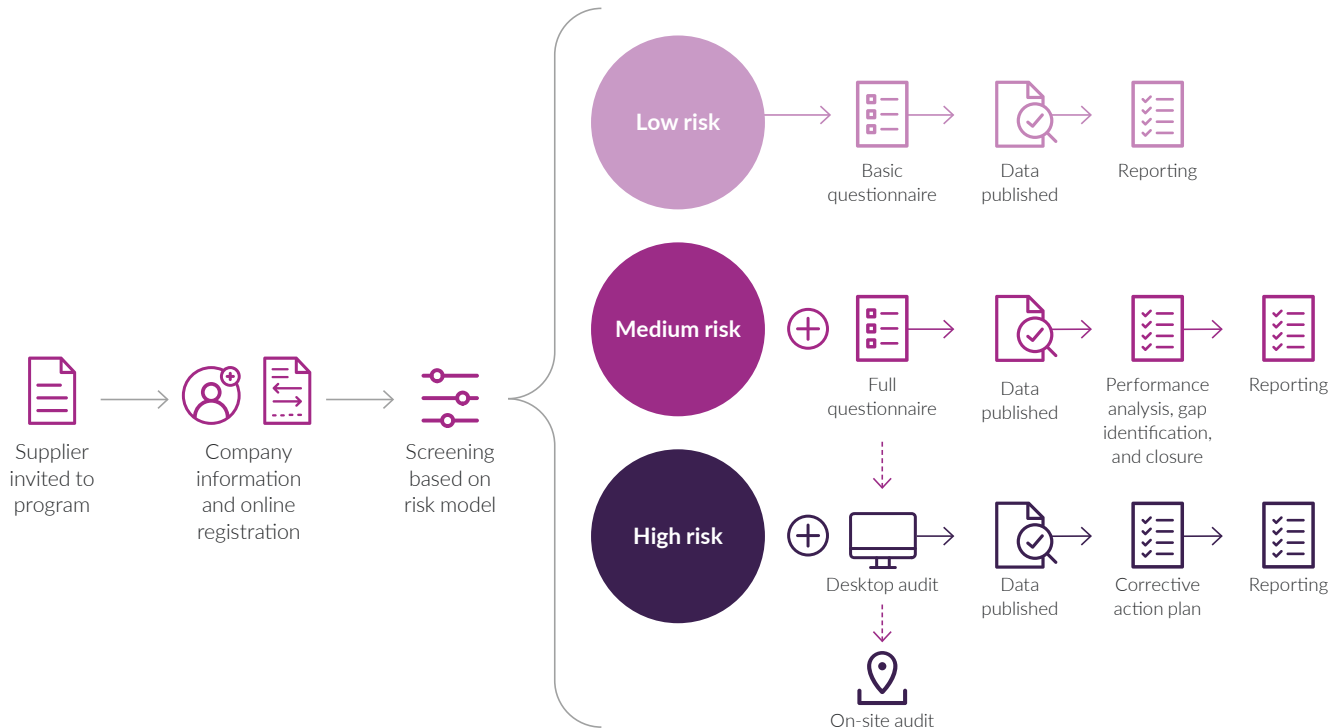 Supplier
invited to
program
Company
information
and online
registration
Screening
based on
risk model
Low risk
Basic
questionnaire
Data
published
Reporting
Medium risk
Full
questionnaire
Data
published
Performance
analysis, gap
identification,
and closure
Reporting
High risk
Desktop audit
Data
published
Corrective
action plan
Reporting
On-site audit